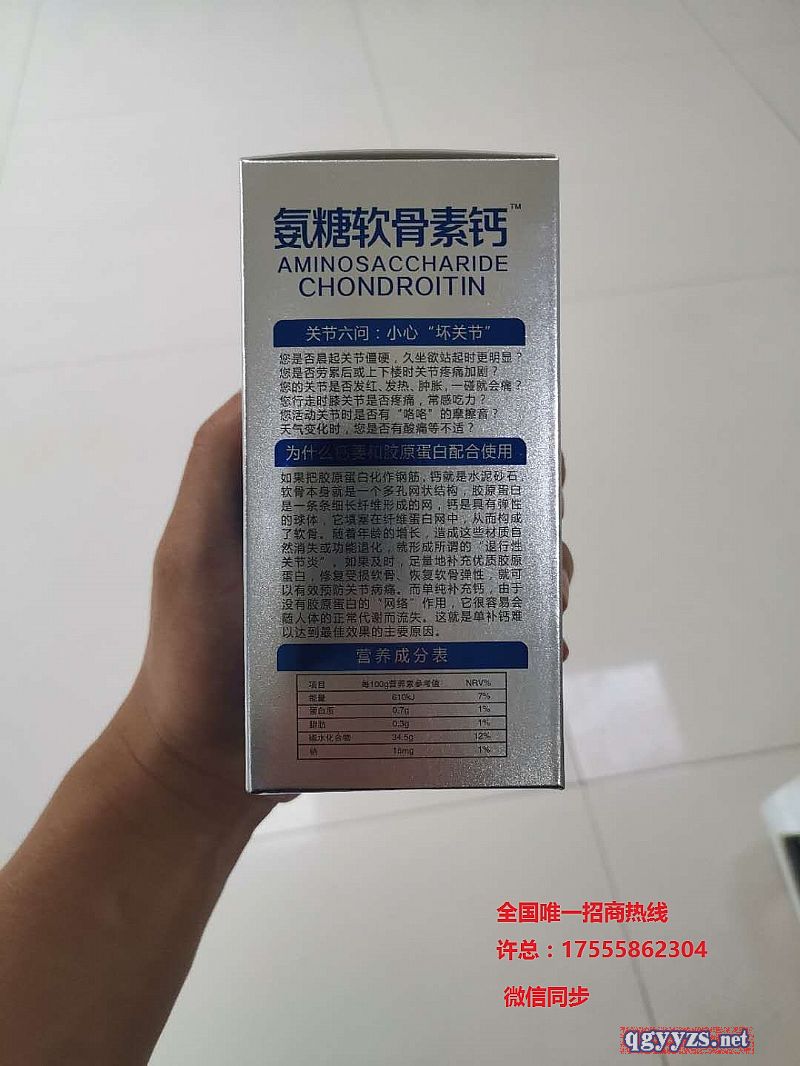 氨糖软骨素钙™
AMINOSACCHARIDE
CHONDROITIN
关节六问：小心“坏关节”
您是否晨起关节僵硬，久坐欲站起时更明显？
您是否劳累后或上下楼时关节疼痛加剧？
您的关节是否发红、发热、肿胀，一碰就会痛？
您行走时膝关节是否疼痛，常感吃力？
您活动关节时是否有“咯咯”的摩擦音？
天气变化时，您是否有酸痛等不适？
为什么钙要和胶原蛋白配合使用
如果把胶原蛋白化作钢筋，钙就是水泥砂石，
软骨本身就是一个多孔网状结构，胶原蛋白
是一条条细长纤维形成的网，钙是具有弹性
的球体，它填塞在纤维蛋白网中，从而构成
了软骨。随着年龄的增长，造成这些材质自
然消失或功能退化，就形成所谓的“退行性
关节炎”，如果及时，足量地补充优质胶原
蛋白，修复受损软骨、恢复软骨弹性，就可
以有效预防关节病痛。而单纯补充钙，由于
没有胶原蛋白的“网络”作用，它很容易会
随人体的正常代谢而流失。这就是单补钙难
以达到最佳效果的主要原因。
营养成分表
项目 每100g营养素参考值 NRV%
能量 610kJ 7%
蛋白质 0.7g 1%
脂肪 0.3g 1%
碳水化合物 34.5g 12%
钠 15mg 1%
全国唯一招商热线
许总：17555862304
微信同步
qgyyzs.net